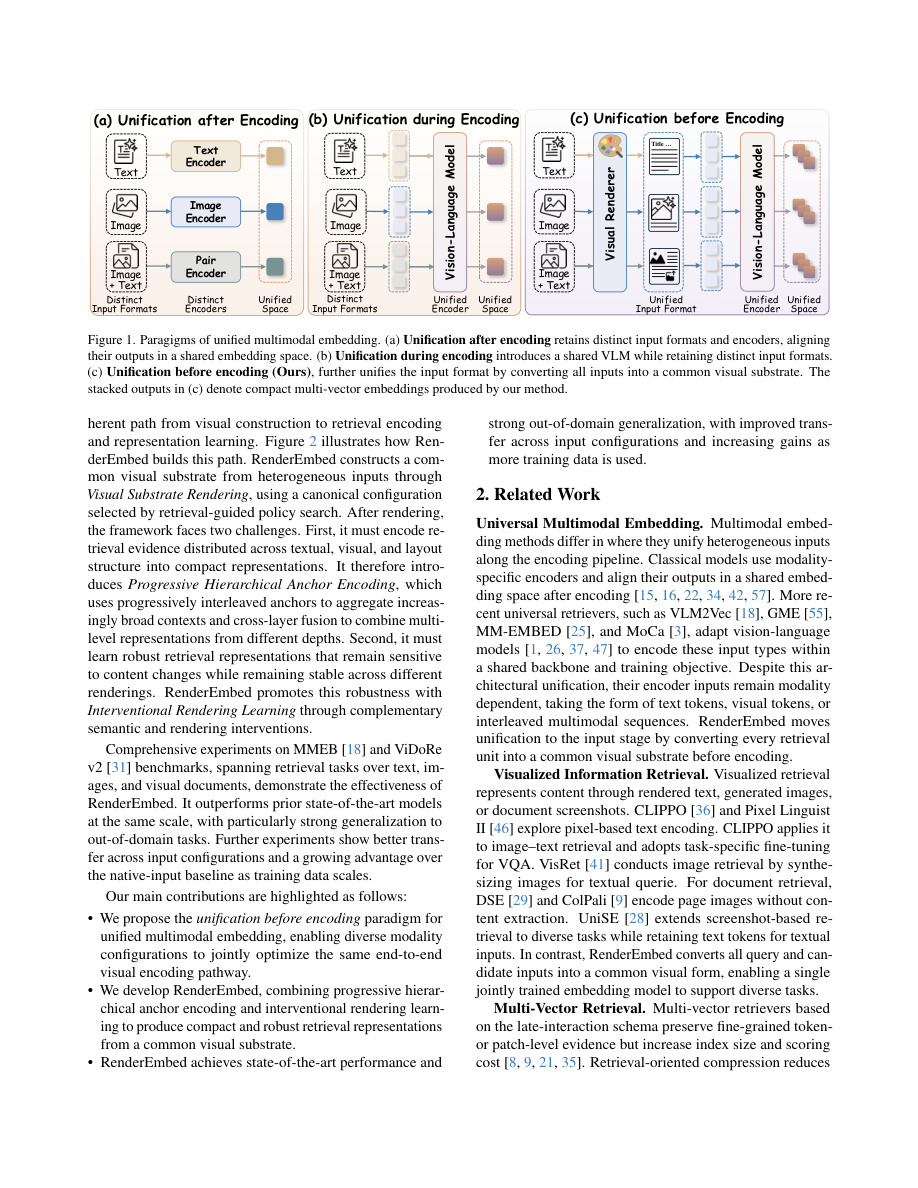 (a) Unification after Encoding
Text
Text
Encoder
Image
Image
Encoder
Image
+ Text
Pair
Encoder
Distinct
Input Formats
Distinct
Encoders
Unified
Space
(b) Unification during Encoding
Text
Image
Image
+ Text
Vision-Language Model
Distinct
Input Formats
Unified
Encoder
Unified
Space
(c) Unification before Encoding
Text
Image
Image
+ Text
Visual Renderer
Title ...
Vision-Language Model
Unified
Input Format
Unified
Encoder
Unified
Space
Figure 1. Paragigms of unified multimodal embedding. (a) Unification after encoding retains distinct input formats and encoders, aligning
their outputs in a shared embedding space. (b) Unification during encoding introduces a shared VLM while retaining distinct input formats.
(c) Unification before encoding (Ours), further unifies the input format by converting all inputs into a common visual substrate. The
stacked outputs in (c) denote compact multi-vector embeddings produced by our method.
herent path from visual construction to retrieval encoding
and representation learning. Figure 2 illustrates how Ren-
derEmbed builds this path. RenderEmbed constructs a com-
mon visual substrate from heterogeneous inputs through
Visual Substrate Rendering, using a canonical configuration
selected by retrieval-guided policy search. After rendering,
the framework faces two challenges. First, it must encode re-
trieval evidence distributed across textual, visual, and layout
structure into compact representations. It therefore intro-
duces Progressive Hierarchical Anchor Encoding, which
uses progressively interleaved anchors to aggregate increas-
ingly broad contexts and cross-layer fusion to combine multi-
level representations from different depths. Second, it must
learn robust retrieval representations that remain sensitive
to content changes while remaining stable across different
renderings. RenderEmbed promotes this robustness with
Interventional Rendering Learning through complementary
semantic and rendering interventions.
Comprehensive experiments on MMEB [18] and ViDoRe
v2 [31] benchmarks, spanning retrieval tasks over text, im-
ages, and visual documents, demonstrate the effectiveness of
RenderEmbed. It outperforms prior state-of-the-art models
at the same scale, with particularly strong generalization to
out-of-domain tasks. Further experiments show better trans-
fer across input configurations and a growing advantage over
the native-input baseline as training data scales.
Our main contributions are highlighted as follows:
• We propose the unification before encoding paradigm for
unified multimodal embedding, enabling diverse modality
configurations to jointly optimize the same end-to-end
visual encoding pathway.
• We develop RenderEmbed, combining progressive hierar-
chical anchor encoding and interventional rendering learn-
ing to produce compact and robust retrieval representations
from a common visual substrate.
• RenderEmbed achieves state-of-the-art performance and
strong out-of-domain generalization, with improved trans-
fer across input configurations and increasing gains as
more training data is used.
2. Related Work
Universal Multimodal Embedding. Multimodal embed-
ding methods differ in where they unify heterogeneous inputs
along the encoding pipeline. Classical models use modality-
specific encoders and align their outputs in a shared embed-
ding space after encoding [15, 16, 22, 34, 42, 57]. More re-
cent universal retrievers, such as VLM2Vec [18], GME [55],
MM-EMBED [25], and MoCa [3], adapt vision-language
models [1, 26, 37, 47] to encode these input types within
a shared backbone and training objective. Despite this ar-
chitectural unification, their encoder inputs remain modality
dependent, taking the form of text tokens, visual tokens, or
interleaved multimodal sequences. RenderEmbed moves
unification to the input stage by converting every retrieval
unit into a common visual substrate before encoding.
Visualized Information Retrieval. Visualized retrieval
represents content through rendered text, generated images,
or document screenshots. CLIPPO [36] and Pixel Linguist
II [46] explore pixel-based text encoding. CLIPPO applies it
to image–text retrieval and adopts task-specific fine-tuning
for VQA. VisRet [41] conducts image retrieval by synthe-
sizing images for textual querie. For document retrieval,
DSE [29] and ColPali [9] encode page images without con-
tent extraction. UniSE [28] extends screenshot-based re-
trieval to diverse tasks while retaining text tokens for textual
inputs. In contrast, RenderEmbed converts all query and can-
didate inputs into a common visual form, enabling a single
jointly trained embedding model to support diverse tasks.
Multi-Vector Retrieval. Multi-vector retrievers based
on the late-interaction schema preserve fine-grained token-
or patch-level evidence but increase index size and scoring
cost [8, 9, 21, 35]. Retrieval-oriented compression reduces